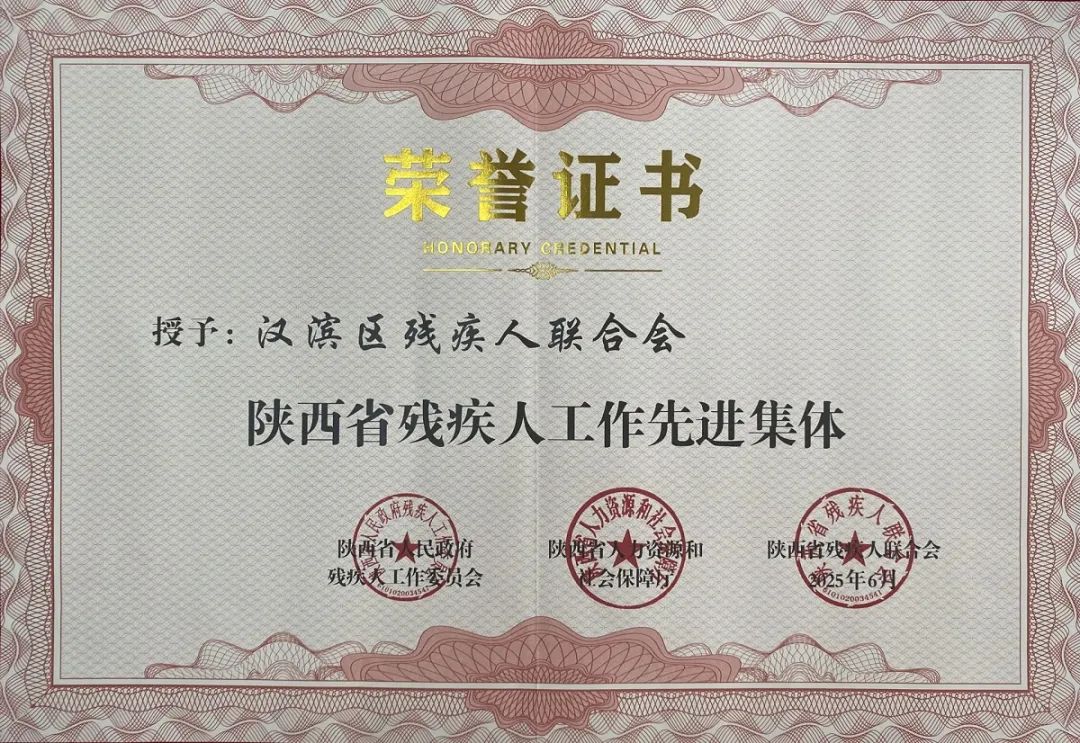 荣誉证书
HONORARY CREDENTIAL
授予：汉滨区残疾人联合会
陕西省残疾人工作先进集体
陕西省人民政府
残疾人工作委员会
陕西省人力资源和
社会保障厅
陕西省残疾人联合会
2025年6月